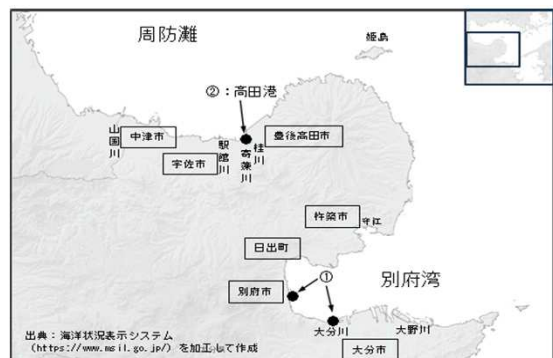 周防灘
姫島
②:高田港
山国川
中津市
宇佐市
駅館川
寄藻川
桂川
豊後高田市
杵築市
守江
日出町
①
別府湾
別府市
大分川
大野川
大分市
出典:海洋状況表示システム
(https://www.msil.go.jp/)を加工して作成